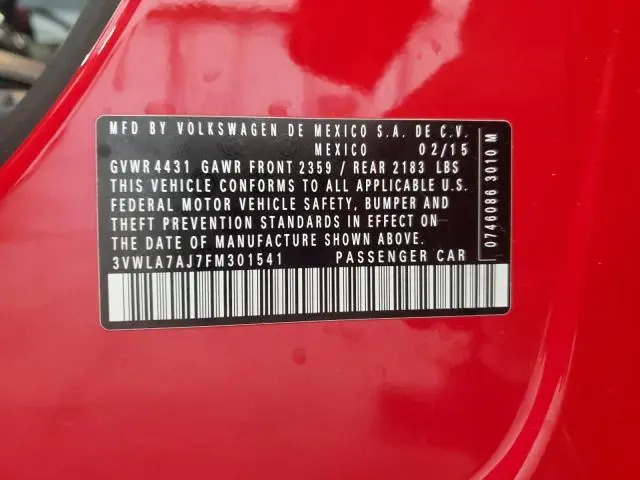 MFD BY VOLKSWAGEN DE MEXICO S.A. DE C.V.
MEXICO 02/15
GVWR 4431 GAWR FRONT 2359 / REAR 2183 LBS
THIS VEHICLE CONFORMS TO ALL APPLICABLE U.S.
FEDERAL MOTOR VEHICLE SAFETY, BUMPER AND
THEFT PREVENTION STANDARDS IN EFFECT ON
THE DATE OF MANUFACTURE SHOWN ABOVE.
3VWLA7AJ7FM301541 PASSENGER CAR
0746086 3010 M